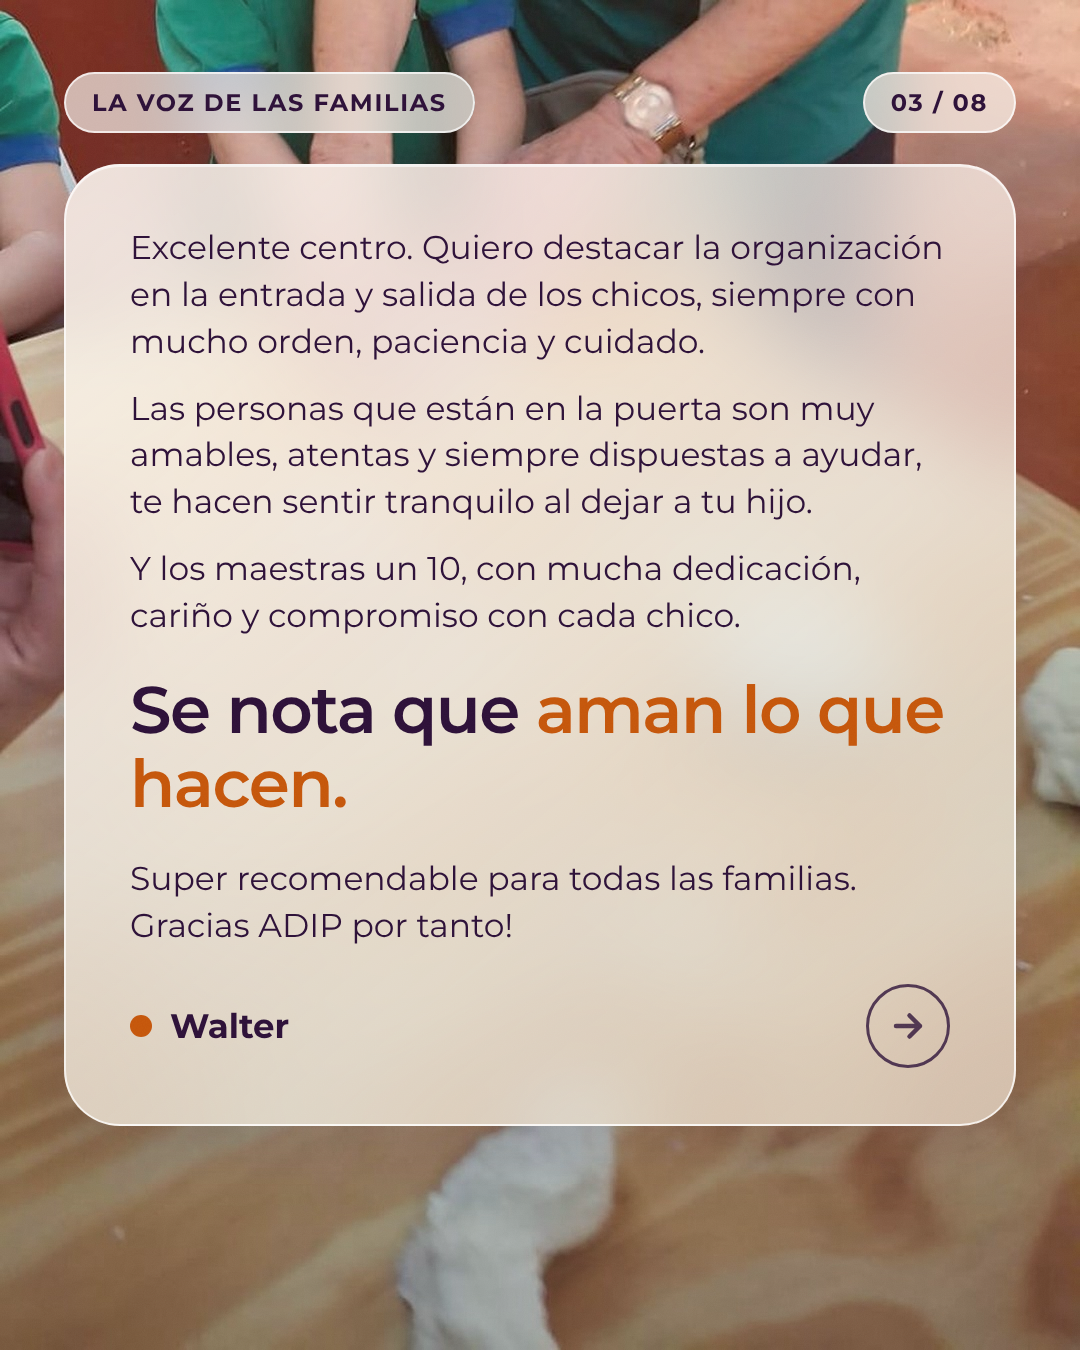 LA VOZ DE LAS FAMILIAS
03 / 08
Excelente centro. Quiero destacar la organización
en la entrada y salida de los chicos, siempre con
mucho orden, paciencia y cuidado.
Las personas que están en la puerta son muy
amables, atentas y siempre dispuestas a ayudar,
te hacen sentir tranquilo al dejar a tu hijo.
Y los maestras un 10, con mucha dedicación,
cariño y compromiso con cada chico.
Se nota que aman lo que
hacen.
Super recomendable para todas las familias.
Gracias ADIP por tanto!
Walter